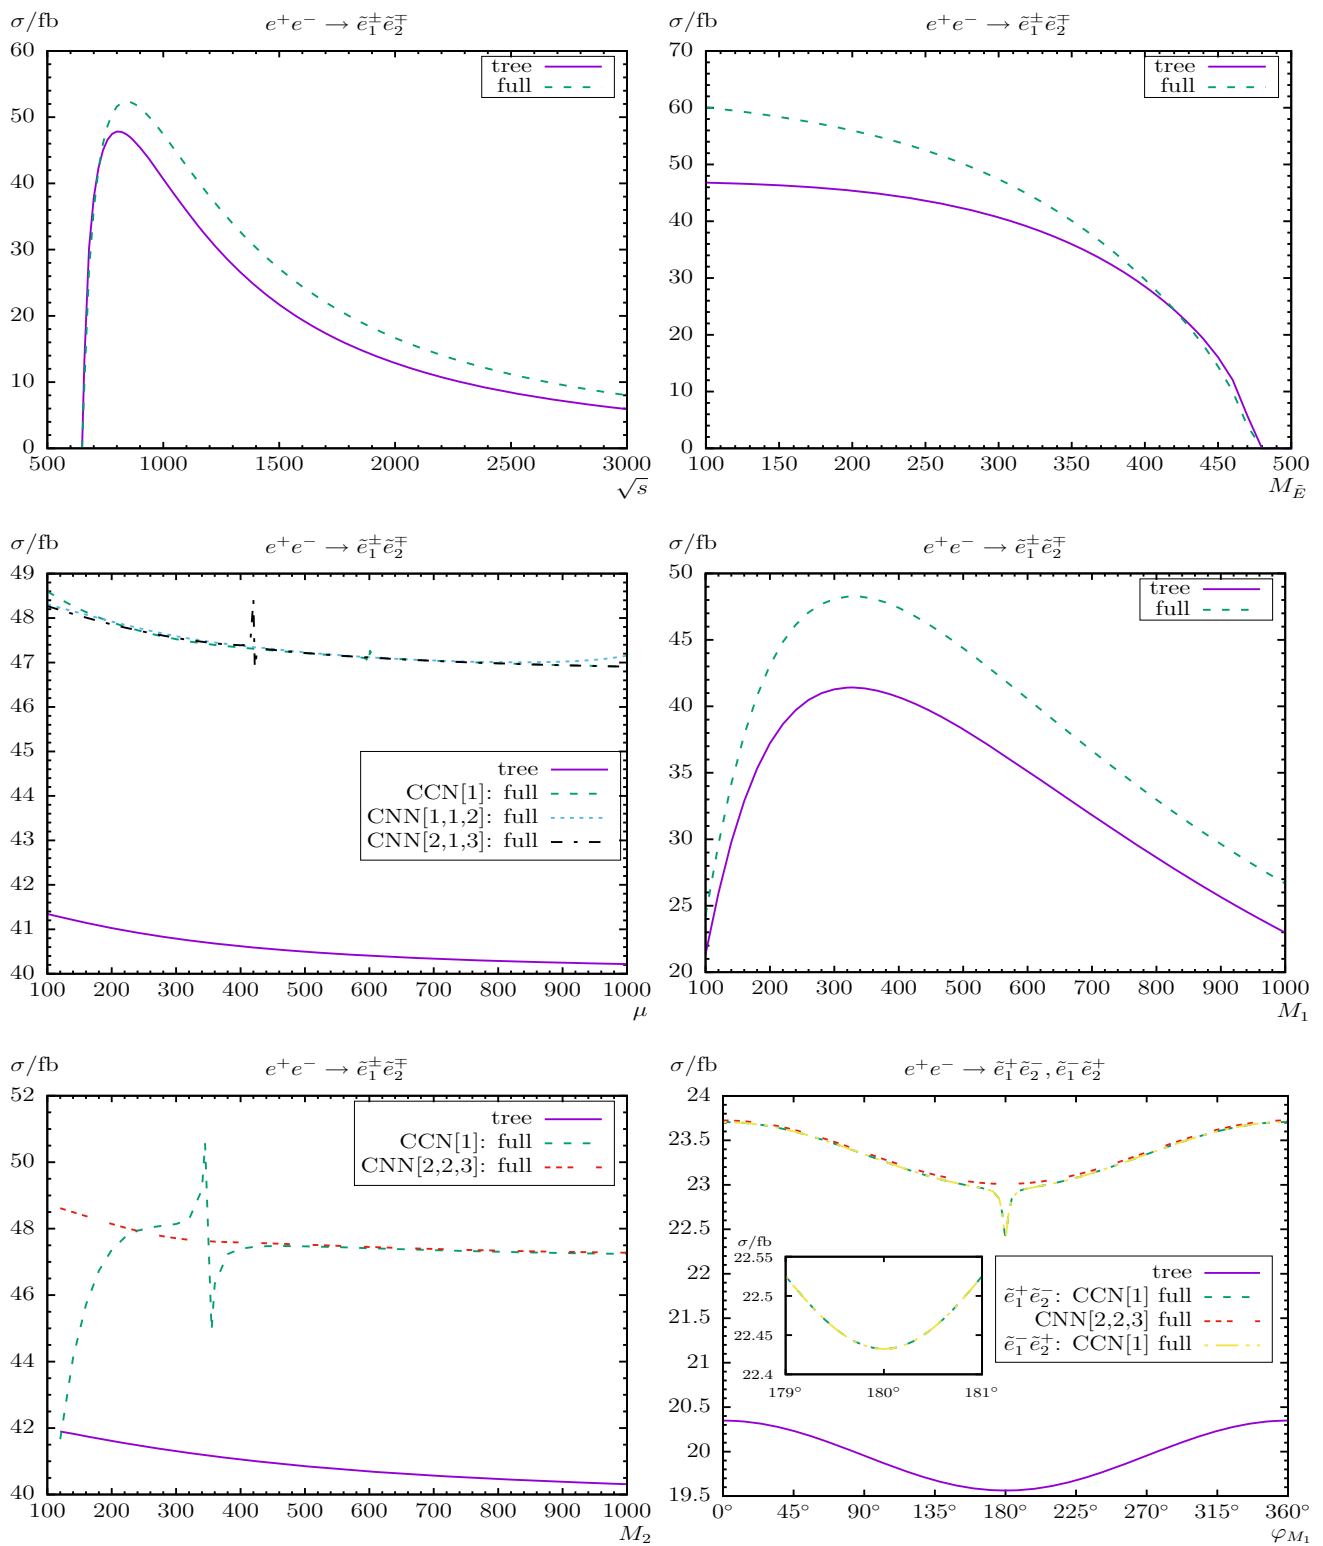 σ/fb
e⁺e⁻ → ẽ₁^±ẽ₂^∓
60
50
40
30
20
10
0
tree
full
500 1000 1500 2000 2500 3000
√s
σ/fb
e⁺e⁻ → ẽ₁^±ẽ₂^∓
70
60
50
40
30
20
10
0
tree
full
100 150 200 250 300 350 400 450 500
M_Ẽ
σ/fb
e⁺e⁻ → ẽ₁^±ẽ₂^∓
49
48
47
46
45
44
43
42
41
40
tree
CCN[1]: full
CNN[1,1,2]: full
CNN[2,1,3]: full
100 200 300 400 500 600 700 800 900 1000
μ
σ/fb
e⁺e⁻ → ẽ₁^±ẽ₂^∓
50
45
40
35
30
25
20
tree
full
100 200 300 400 500 600 700 800 900 1000
M₁
σ/fb
e⁺e⁻ → ẽ₁^±ẽ₂^∓
52
50
48
46
44
42
40
tree
CCN[1]: full
CNN[2,2,3]: full
100 200 300 400 500 600 700 800 900 1000
M₂
σ/fb
e⁺e⁻ → ẽ₁⁺ẽ₂⁻, ẽ₁⁻ẽ₂⁺
24
23.5
23
22.5
22
21.5
21
20.5
20
19.5
σ/fb
22.55
22.5
22.45
22.4
179° 180° 181°
tree
ẽ₁⁺ẽ₂⁻: CCN[1] full
CNN[2,2,3] full
ẽ₁⁻ẽ₂⁺: CCN[1] full
0° 45° 90° 135° 180° 225° 270° 315° 360°
φ_M₁